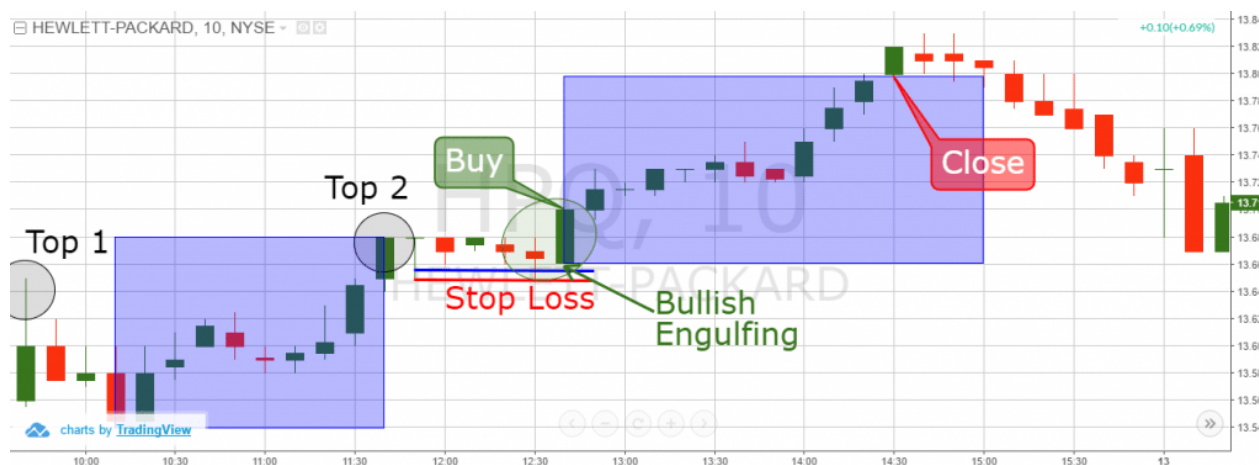 HEWLETT-PACKARD, 10, NYSE
+0.10(+0.69%)
13.84
13.82
13.80
13.78
13.76
13.74
13.72
13.7
13.68
13.66
13.64
13.62
13.60
13.58
13.56
13.54
HPQ, 10
HEWLETT-PACKARD
Top 1
Top 2
Buy
Close
Stop Loss
Bullish
Engulfing
charts by TradingView
10:00 10:30 11:00 11:30 12:00 12:30 13:00 13:30 14:00 14:30 15:00 15:30 13